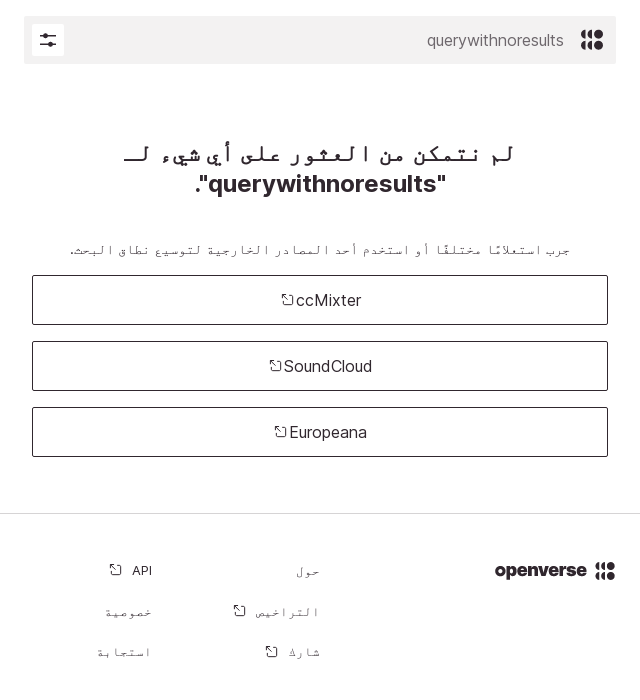 querywithnoresults
لم نتمكن من العثور على أي شيء لـ
"querywithnoresults".
جرب استعلامًا مختلفًا أو استخدم أحد المصادر الخارجية لتوسيع نطاق البحث.
ccMixter
SoundCloud
Europeana
openverse
حول
API
التراخيص
خصوصية
شارك
استجابة